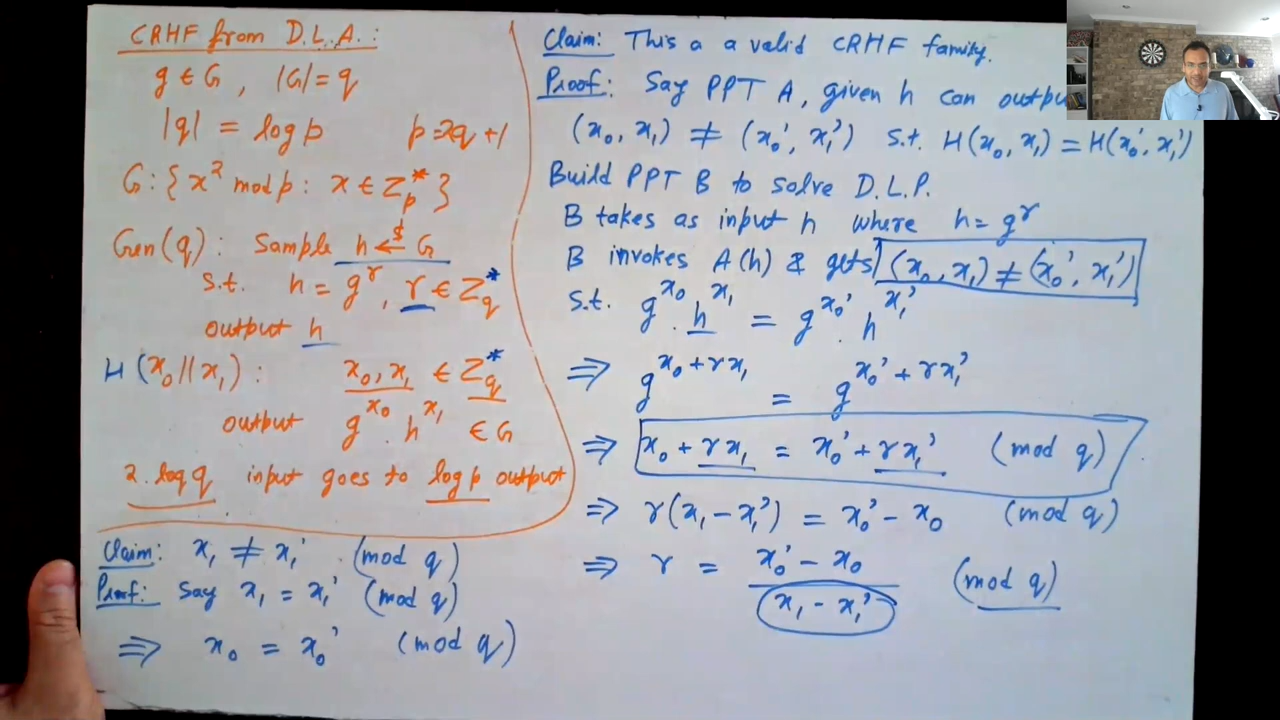 CRHF from D.L.A.:
g ∈ G, |G| = q
|q| = log p p = 2q + 1
G: { x² mod p : x ∈ Z_p^* }
Gen(q): Sample h ←$ G
s.t. h = g^r, r ∈ Z_q^*
output h
H(x₀||x₁): x₀, x₁ ∈ Z_q^*
output g^x₀ . h^x₁ ∈ G
2. log q input goes to log p output
Claim: x₁ ≠ x₁' (mod q)
Proof: Say x₁ = x₁' (mod q)
⇒ x₀ = x₀' (mod q)
Claim: This a a valid CRHF family.
Proof: Say PPT A, given h can outpu
(x₀, x₁) ≠ (x₀', x₁') s.t. H(x₀, x₁) = H(x₀', x₁')
Build PPT B to solve D.L.P.
B takes as input h where h = g^r
B invokes A(h) & gets (x₀, x₁) ≠ (x₀', x₁')
s.t. g^x₀ . h^x₁ = g^x₀' . h^x₁'
⇒ g^(x₀ + r x₁) = g^(x₀' + r x₁')
⇒ x₀ + r x₁ = x₀' + r x₁' (mod q)
⇒ r(x₁ - x₁') = x₀' - x₀ (mod q)
⇒ r = (x₀' - x₀) / (x₁ - x₁') (mod q)